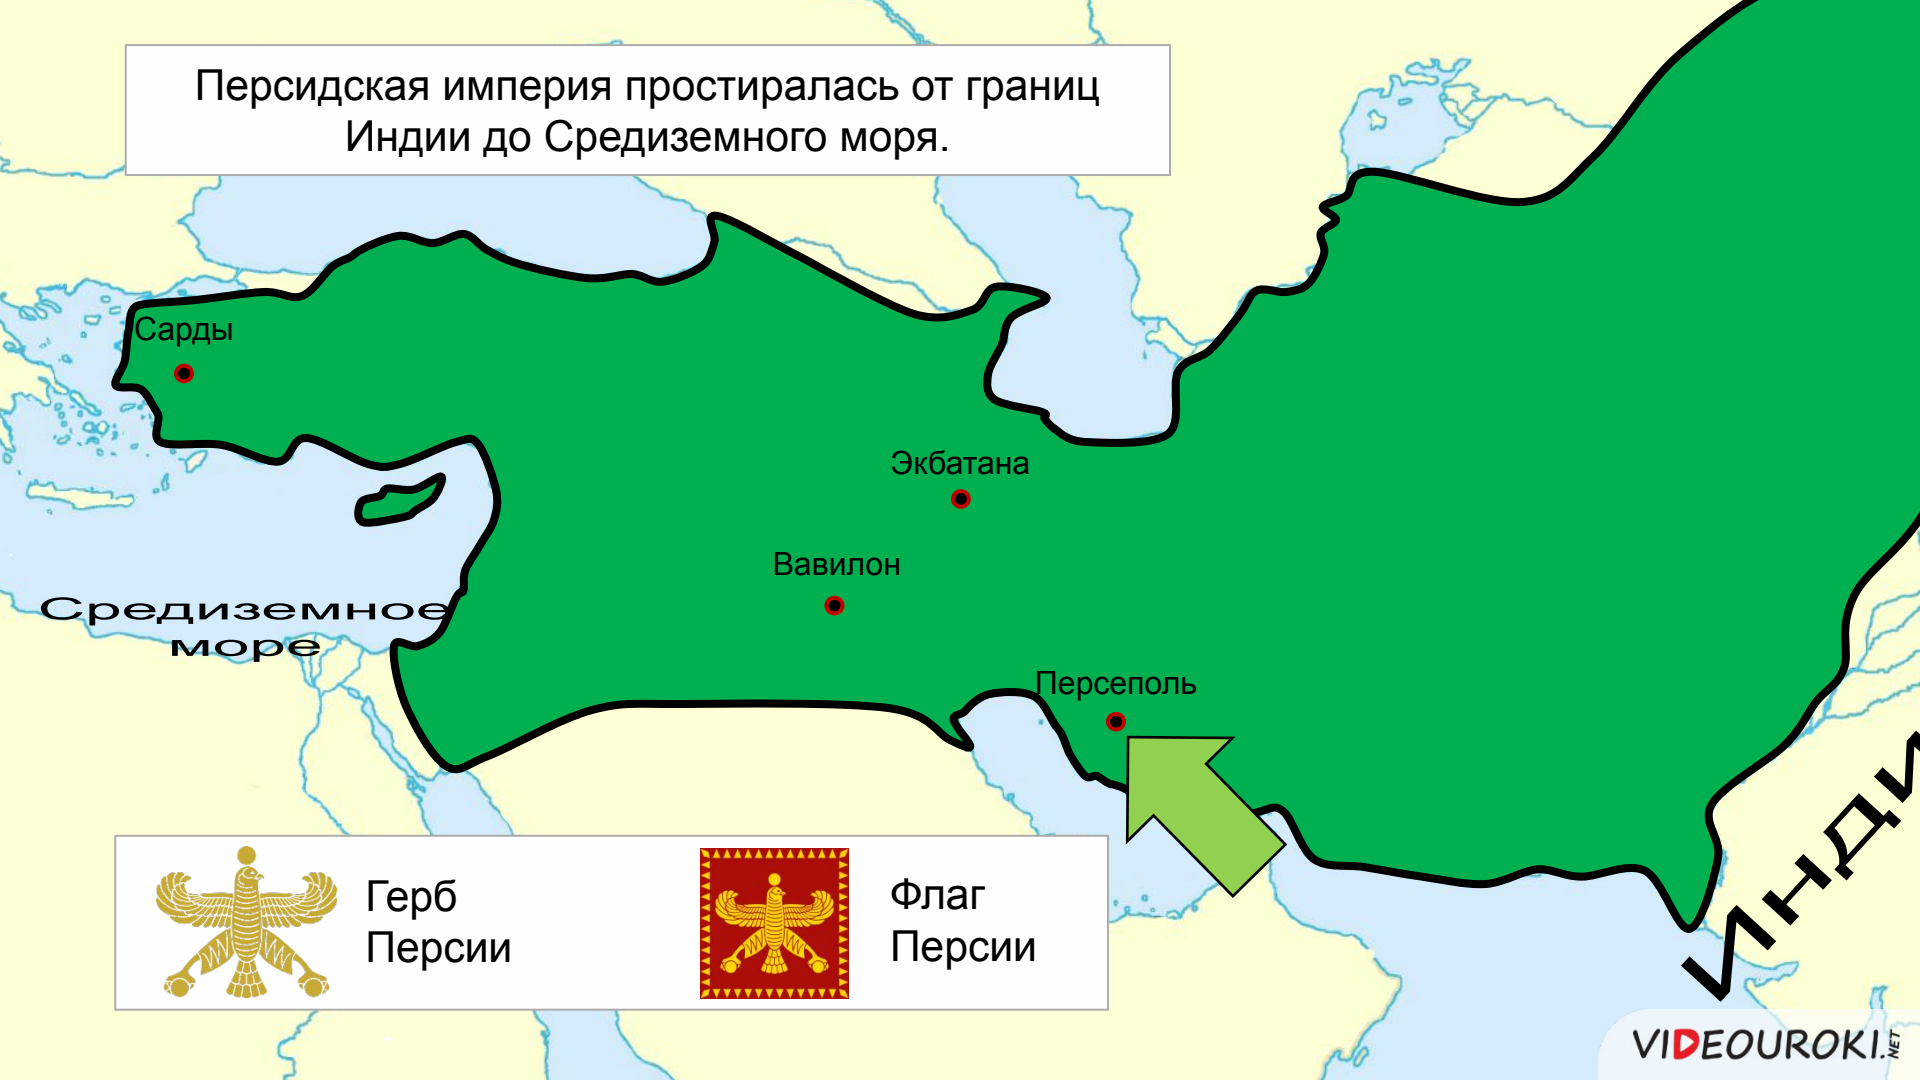 Персидская империя простиралась от границ
Индии до Средиземного моря.
Сарды
Экбатана
Вавилон
Средиземное
море
Персеполь
Инди
Герб
Персии
Флаг
Персии
VIDEOUROKI.NET